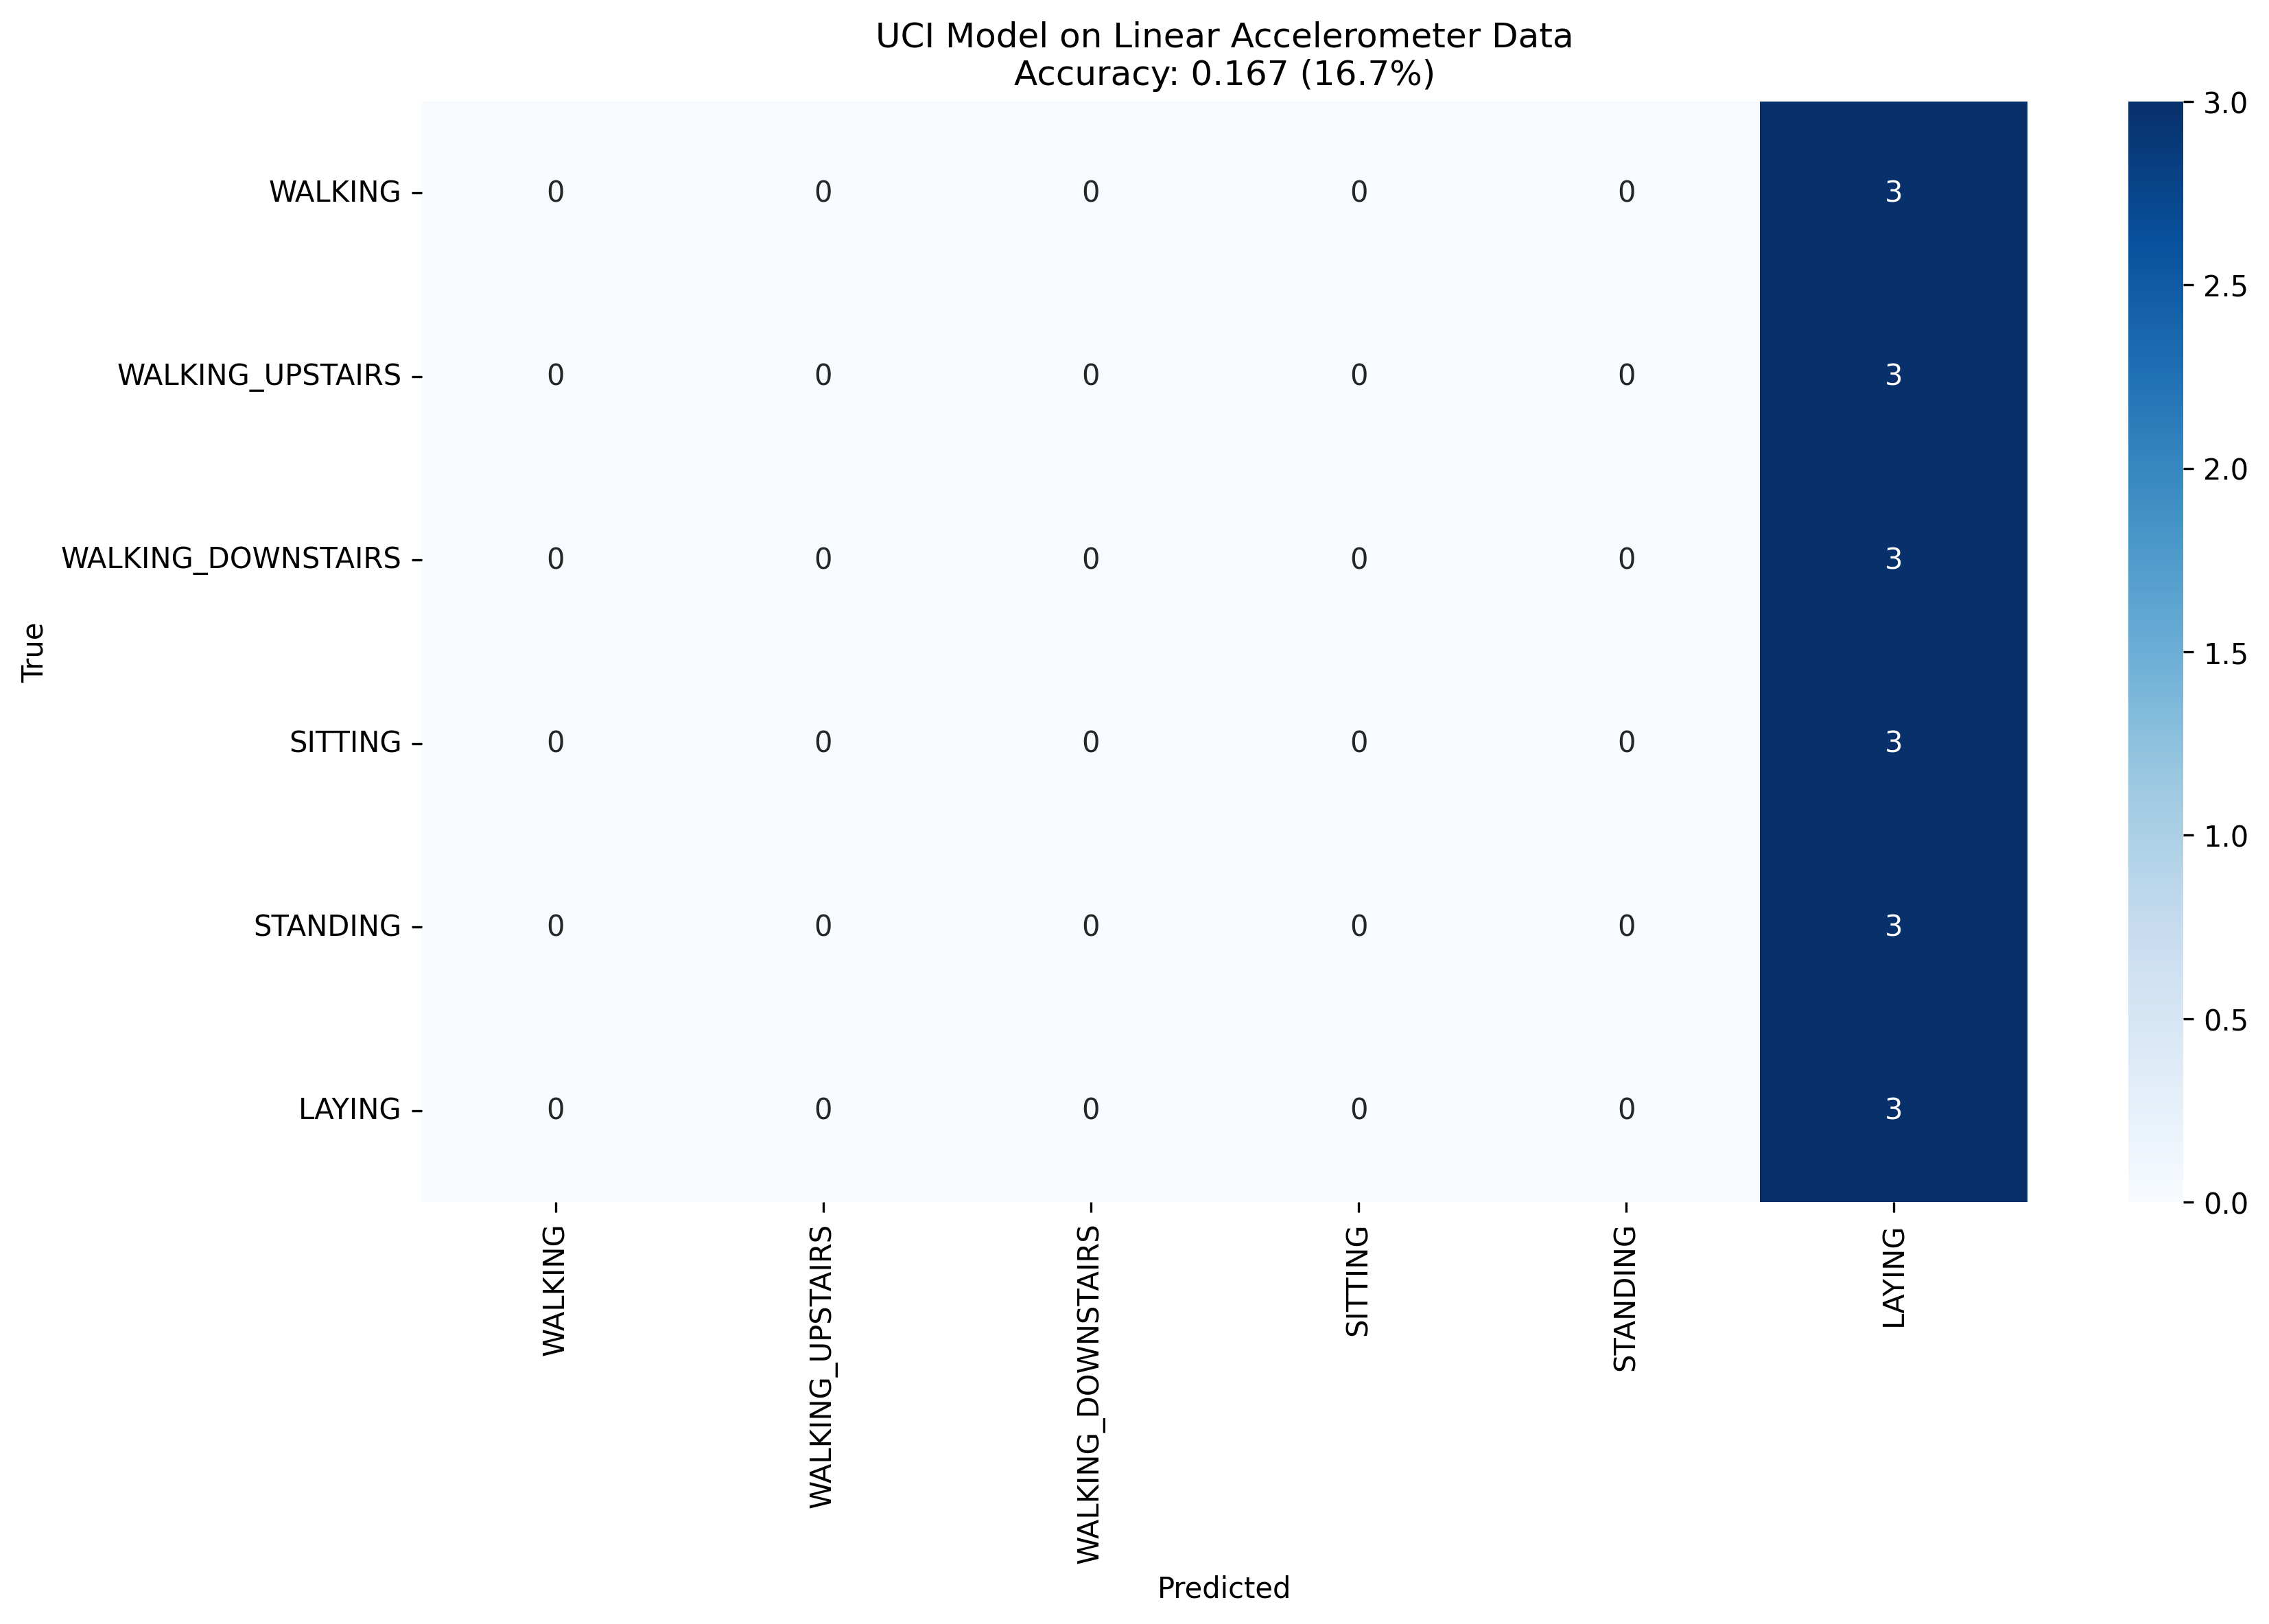 UCI Model on Linear Accelerometer Data
Accuracy: 0.167 (16.7%)
WALKING 0 0 0 0 0 3
WALKING_UPSTAIRS 0 0 0 0 0 3
WALKING_DOWNSTAIRS 0 0 0 0 0 3
SITTING 0 0 0 0 0 3
STANDING 0 0 0 0 0 3
LAYING 0 0 0 0 0 3
True
WALKING
WALKING_UPSTAIRS
WALKING_DOWNSTAIRS
SITTING
STANDING
LAYING
Predicted
3.0
2.5
2.0
1.5
1.0
0.5
0.0